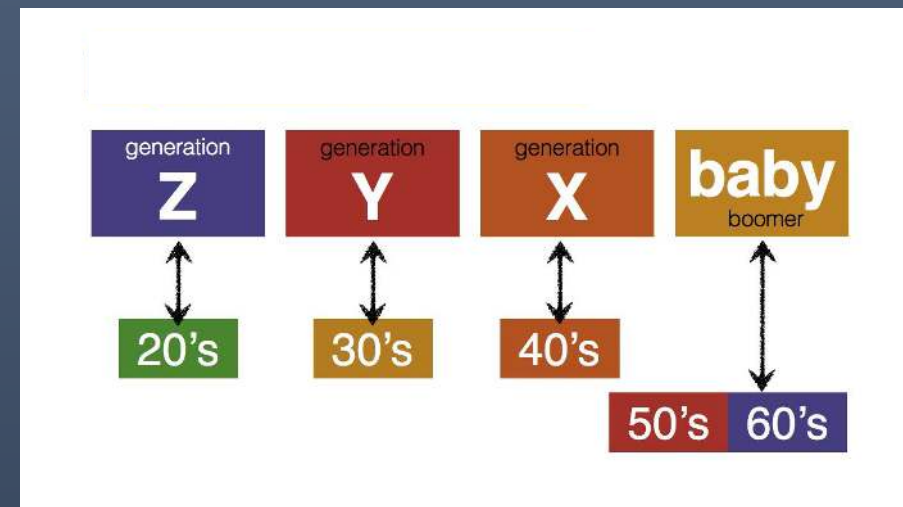 generation
Z
generation
Y
generation
X
baby
boomer
20's
30's
40's
50's 60's